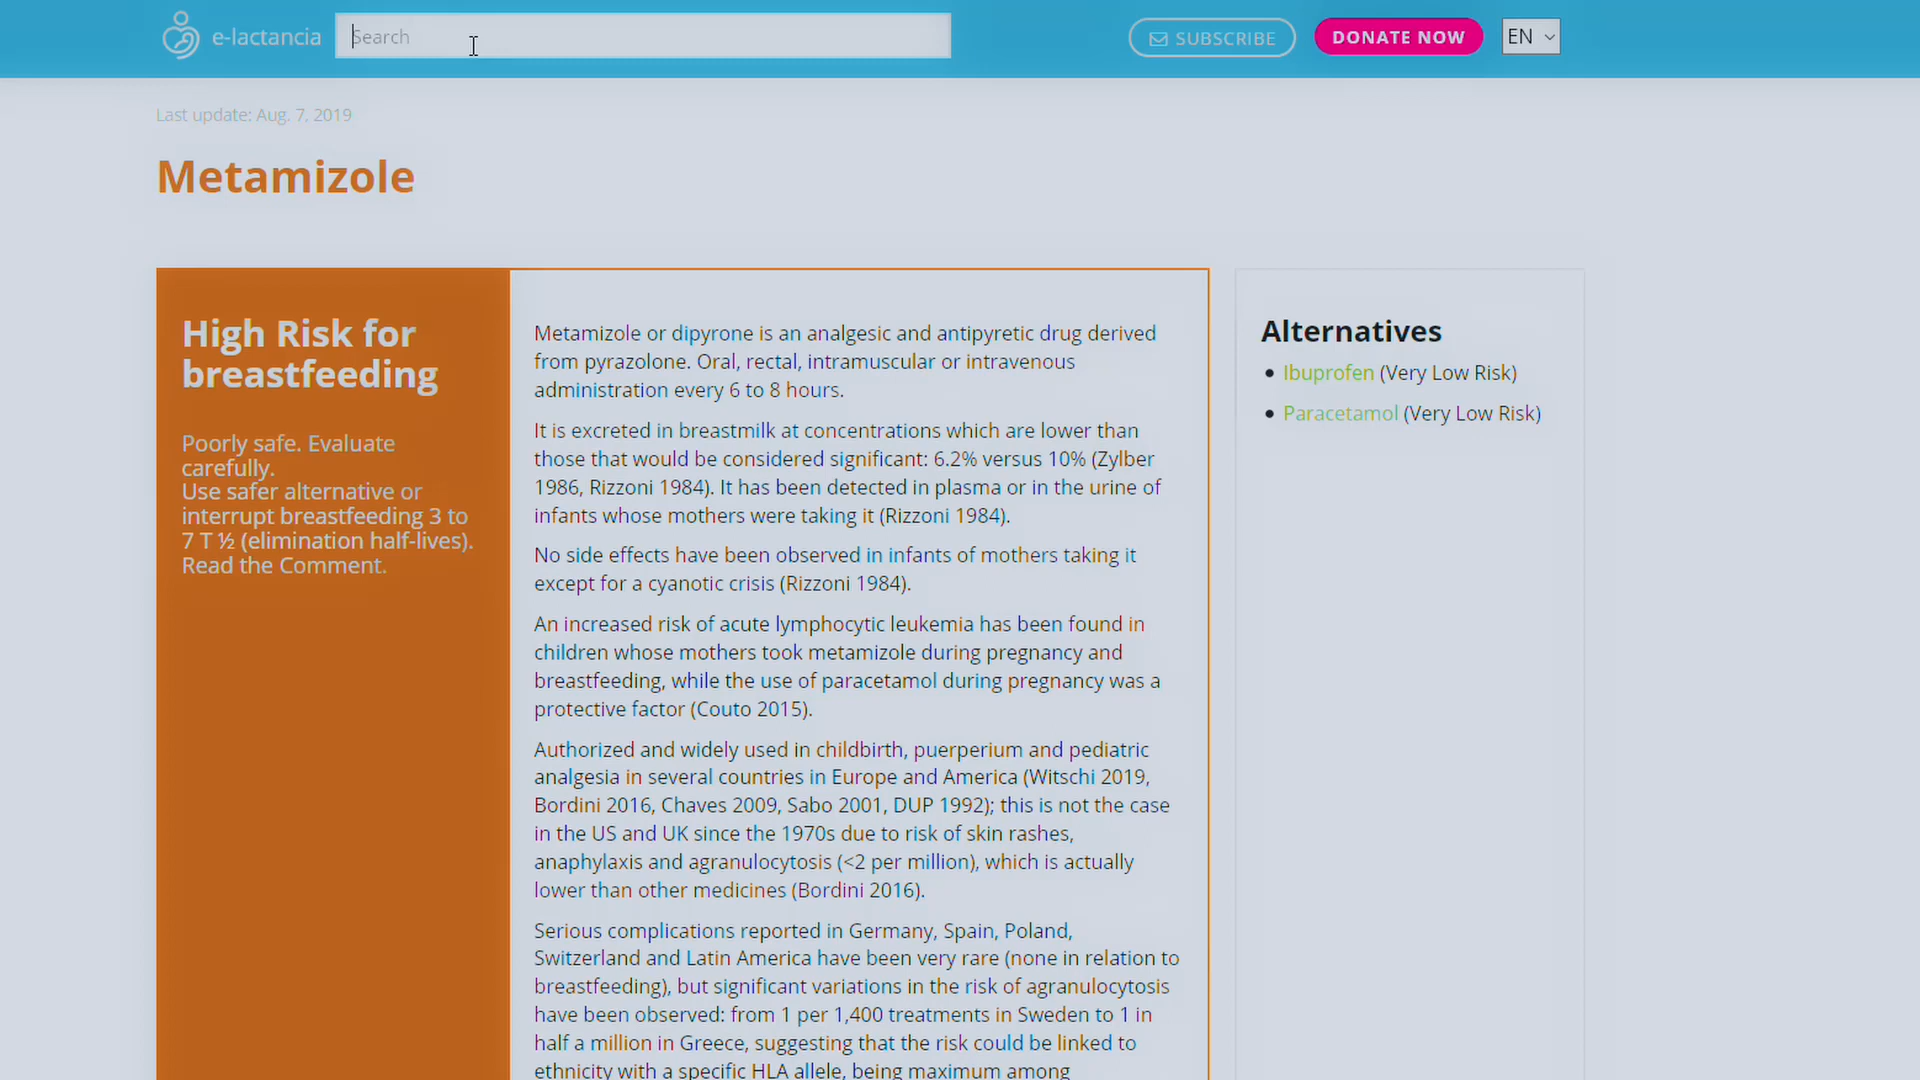 e-lactancia
Search
SUBSCRIBE
DONATE NOW
EN
Last update: Aug. 7, 2019
Metamizole
High Risk for
breastfeeding
Poorly safe. Evaluate
carefully.
Use safer alternative or
interrupt breastfeeding 3 to
7 T ½ (elimination half-lives).
Read the Comment.
Metamizole or dipyrone is an analgesic and antipyretic drug derived
from pyrazolone. Oral, rectal, intramuscular or intravenous
administration every 6 to 8 hours.
It is excreted in breastmilk at concentrations which are lower than
those that would be considered significant: 6.2% versus 10% (Zylber
1986, Rizzoni 1984). It has been detected in plasma or in the urine of
infants whose mothers were taking it (Rizzoni 1984).
No side effects have been observed in infants of mothers taking it
except for a cyanotic crisis (Rizzoni 1984).
An increased risk of acute lymphocytic leukemia has been found in
children whose mothers took metamizole during pregnancy and
breastfeeding, while the use of paracetamol during pregnancy was a
protective factor (Couto 2015).
Authorized and widely used in childbirth, puerperium and pediatric
analgesia in several countries in Europe and America (Witschi 2019,
Bordini 2016, Chaves 2009, Sabo 2001, DUP 1992); this is not the case
in the US and UK since the 1970s due to risk of skin rashes,
anaphylaxis and agranulocytosis (<2 per million), which is actually
lower than other medicines (Bordini 2016).
Serious complications reported in Germany, Spain, Poland,
Switzerland and Latin America have been very rare (none in relation to
breastfeeding), but significant variations in the risk of agranulocytosis
have been observed: from 1 per 1,400 treatments in Sweden to 1 in
half a million in Greece, suggesting that the risk could be linked to
ethnicity with a specific HLA allele, being maximum among
Alternatives
Ibuprofen (Very Low Risk)
Paracetamol (Very Low Risk)